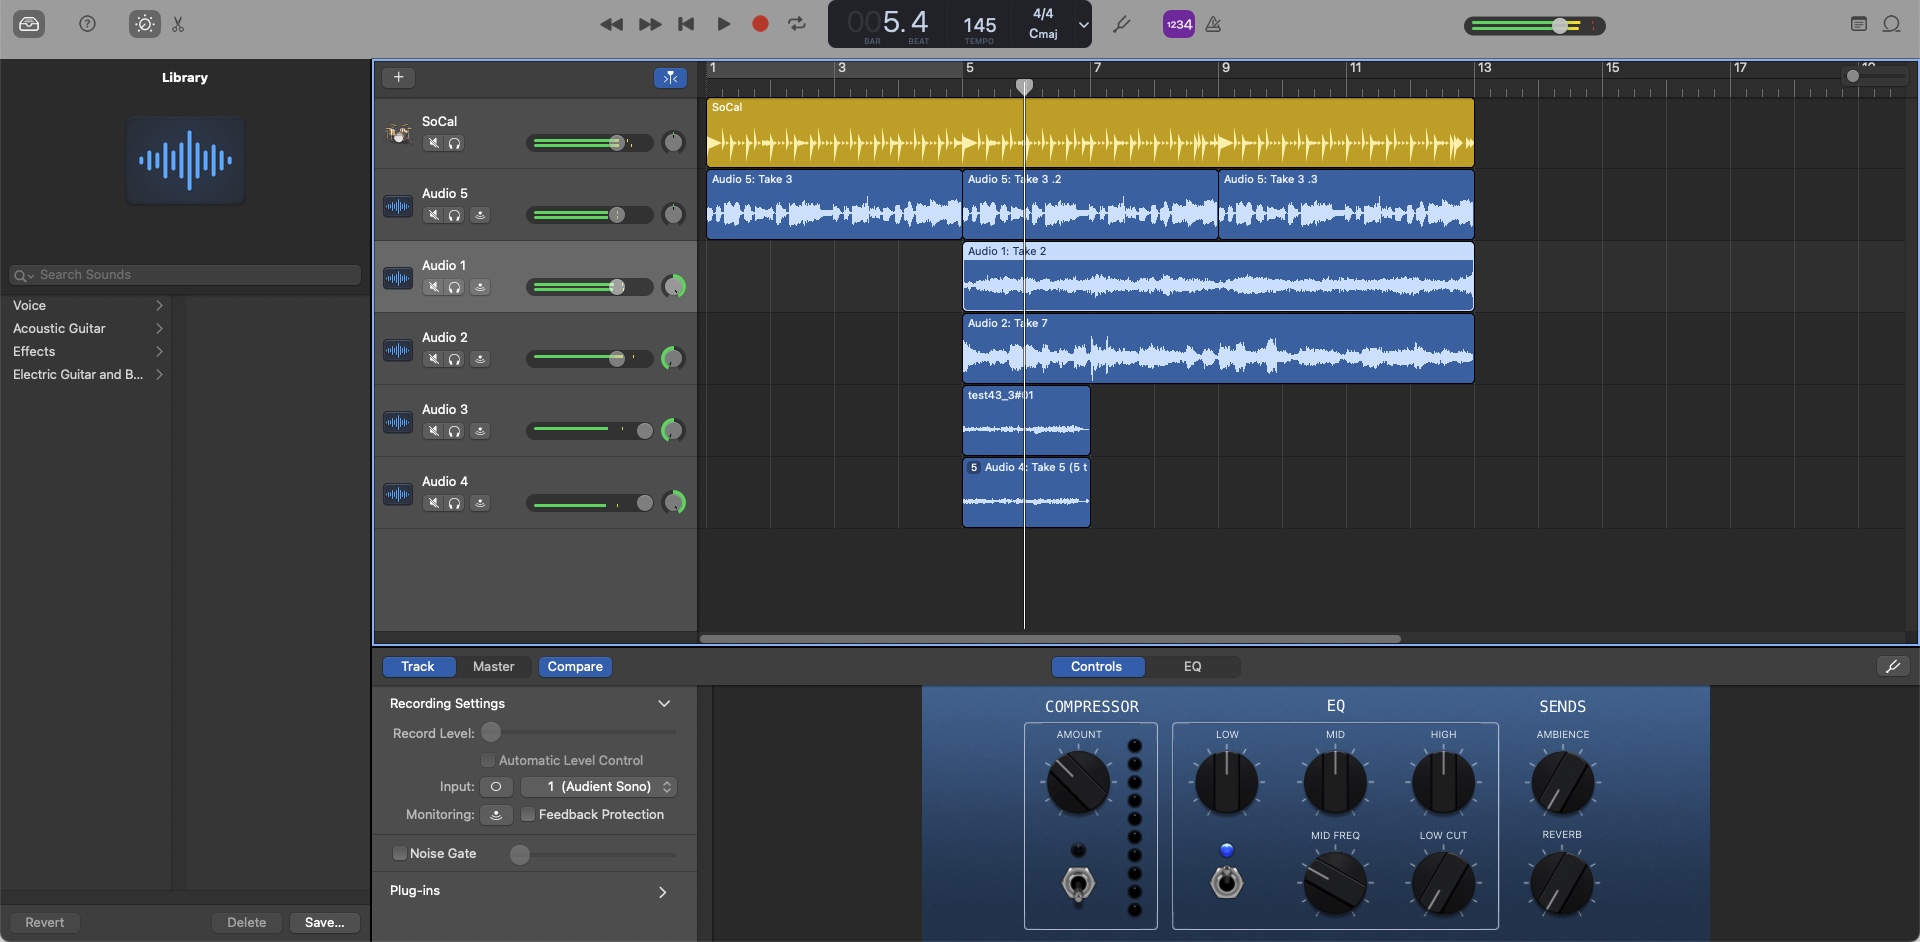 005.4
BAR BEAT
145
TEMPO
4/4
Cmaj
1234
Library
Search Sounds
Voice
Acoustic Guitar
Effects
Electric Guitar and B...
Revert
Delete
Save...
1 3 5 7 9 11 13 15 17
SoCal
Audio 5
Audio 1
Audio 2
Audio 3
Audio 4
SoCal
Audio 5: Take 3
Audio 5: Take 3 .2
Audio 5: Take 3 .3
Audio 1: Take 2
Audio 2: Take 7
test43_3#01
5 Audio 4: Take 5 (5 t
Track
Master
Compare
Controls
EQ
Recording Settings
Record Level:
Automatic Level Control
Input:
1 (Audient Sono)
Monitoring:
Feedback Protection
Noise Gate
Plug-ins
COMPRESSOR
AMOUNT
EQ
LOW
MID
HIGH
MID FREQ
LOW CUT
SENDS
AMBIENCE
REVERB